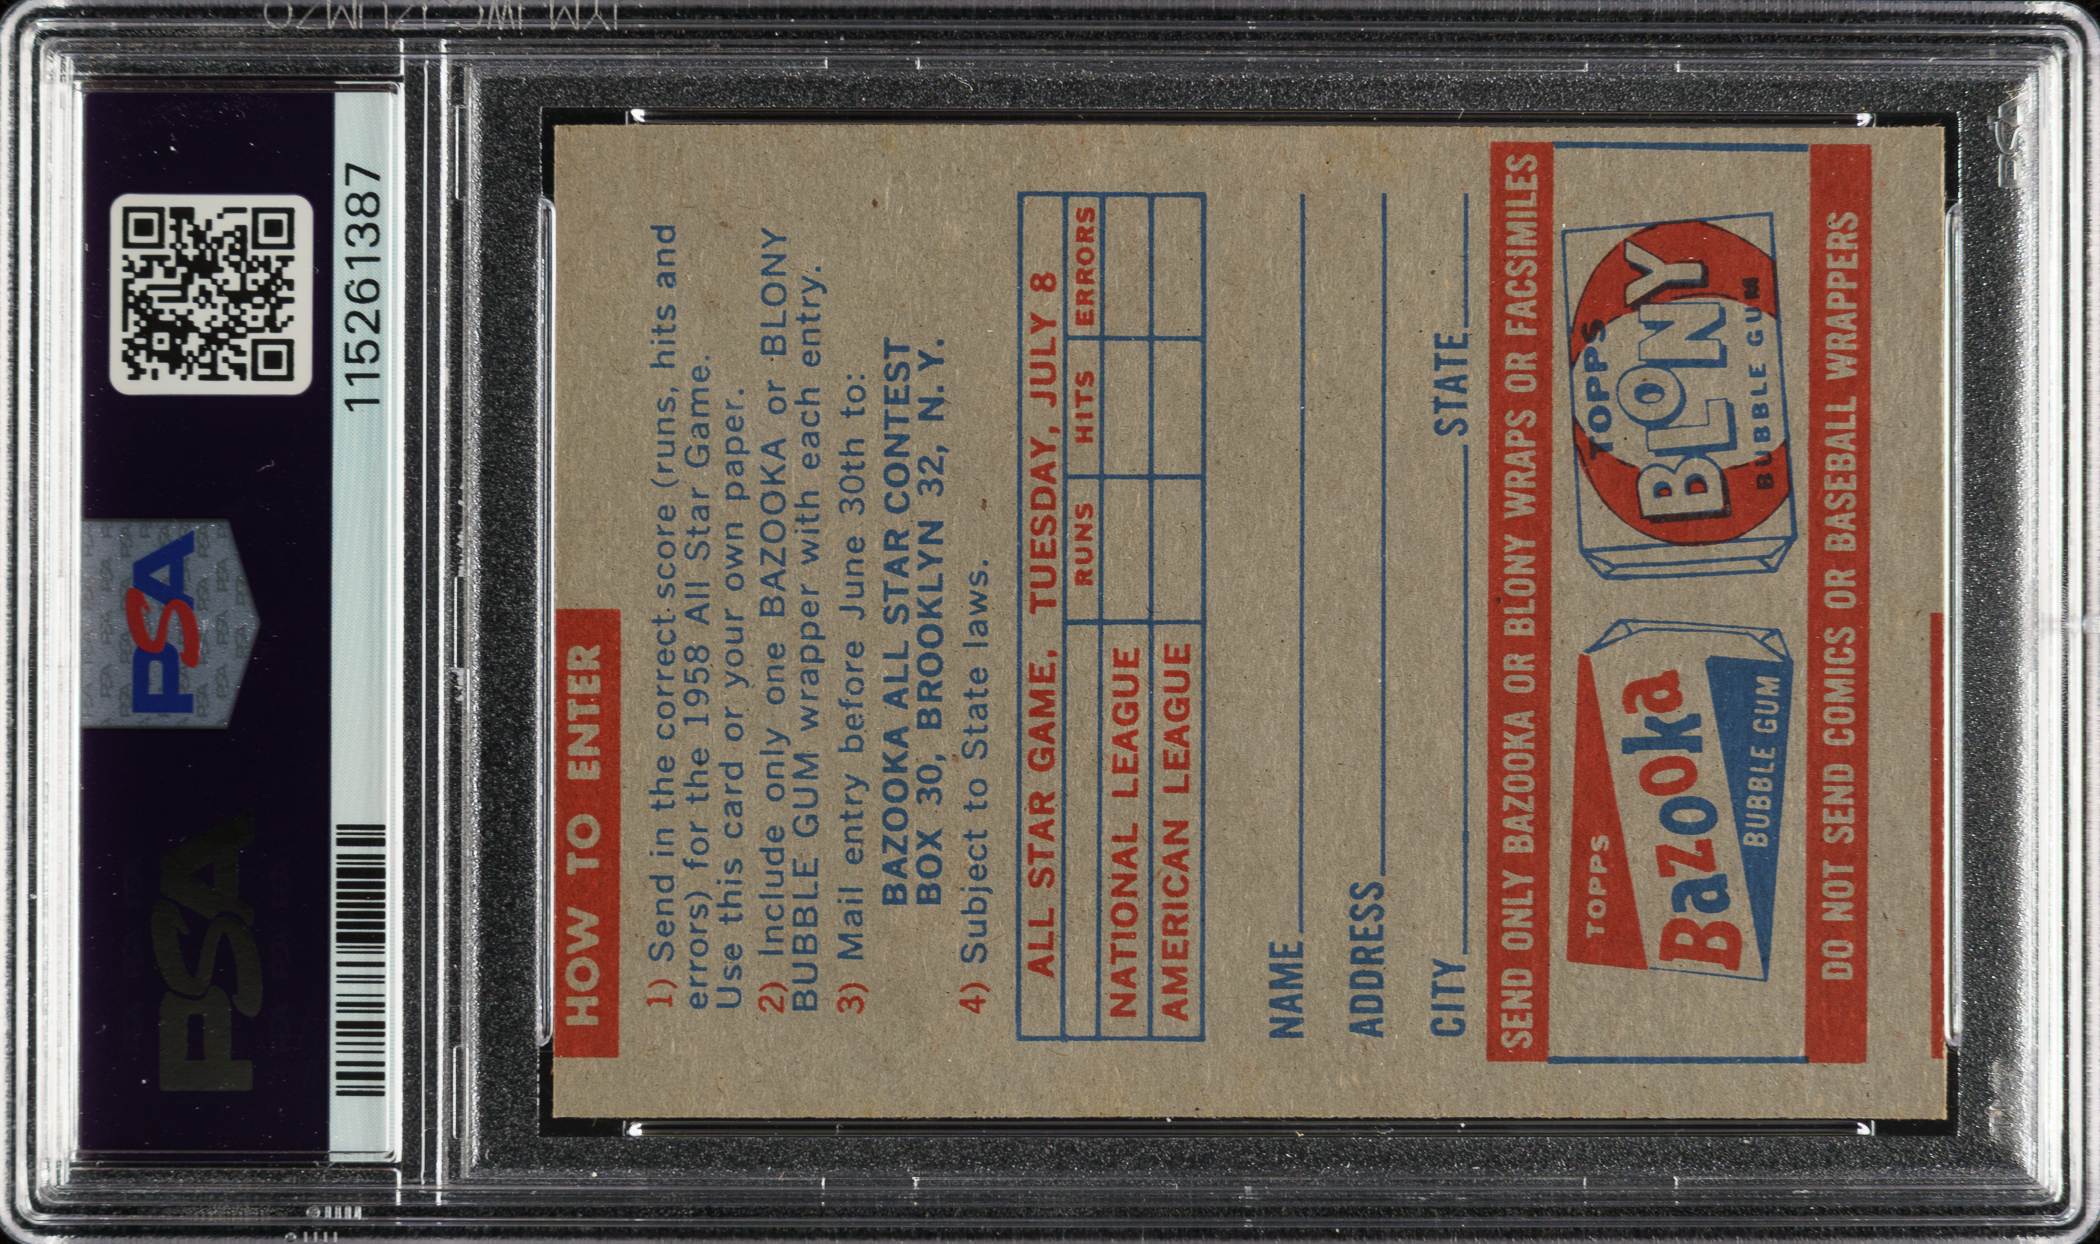 PSA
PSA
115261387
HOW TO ENTER
1) Send in the correct score (runs, hits and
errors) for the 1958 All Star Game.
Use this card or your own paper.
2) Include only one BAZOOKA or BLONY
BUBBLE GUM wrapper with each entry.
3) Mail entry before June 30th to:
BAZOOKA ALL STAR CONTEST
BOX 30, BROOKLYN 32, N. Y.
4) Subject to State laws.
ALL STAR GAME, TUESDAY, JULY 8
RUNS HITS ERRORS
NATIONAL LEAGUE
AMERICAN LEAGUE
NAME
ADDRESS
CITY STATE
SEND ONLY BAZOOKA OR BLONY WRAPS OR FACSIMILES
TOPPS
Bazooka
BUBBLE GUM
TOPPS
BLONY
BUBBLE GUM
DO NOT SEND COMICS OR BASEBALL WRAPPERS